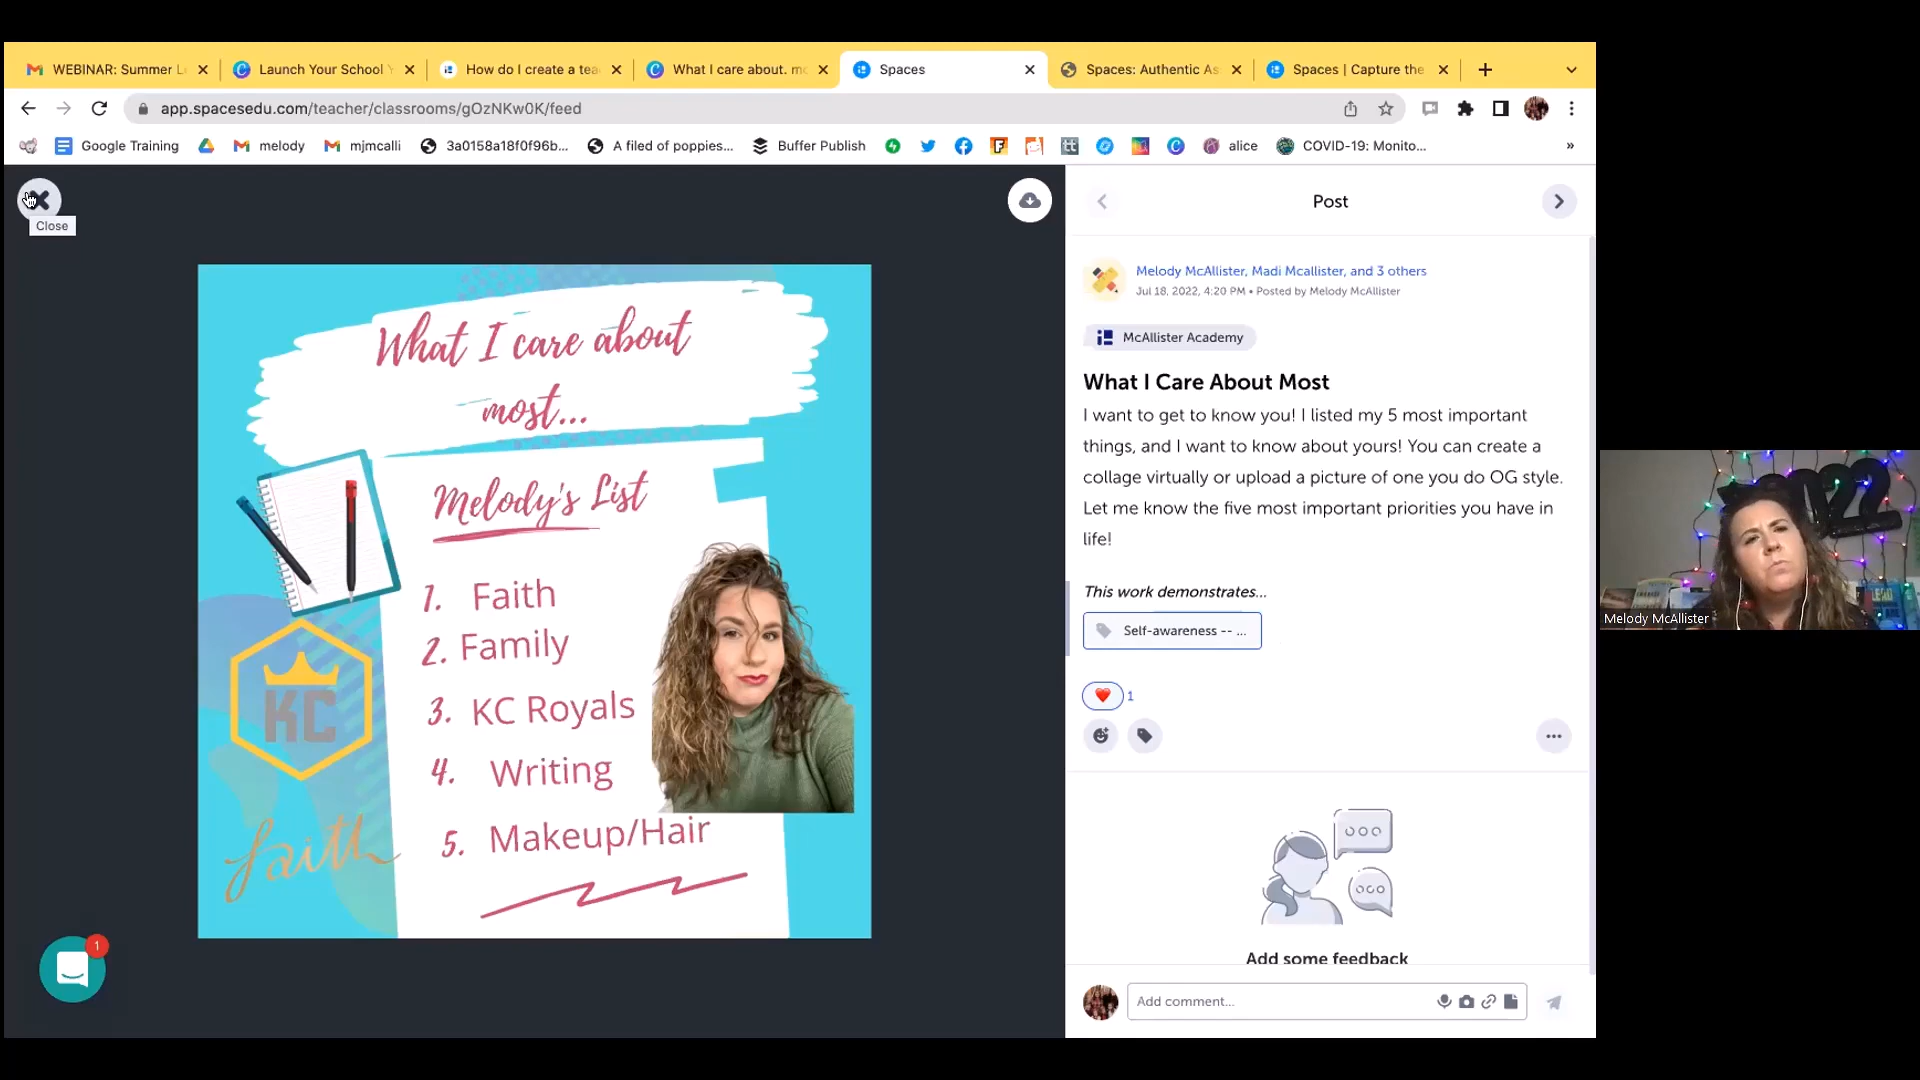 WEBINAR: Summer L
Launch Your School Y
How do I create a tea
What I care about. mo
Spaces
Spaces: Authentic As
Spaces | Capture the
app.spacesedu.com/teacher/classrooms/gOzNKw0K/feed
Google Training
melody
mjmcalli
3a0158a18f0f96b...
A filed of poppies...
Buffer Publish
tt
alice
COVID-19: Monito...
»
Close
What I care about
most...
Melody's List
1. Faith
2. Family
3. KC Royals
4. Writing
5. Makeup/Hair
KC
faith
1
Post
Melody McAllister, Madi Mcallister, and 3 others
Jul 18, 2022, 4:20 PM • Posted by Melody McAllister
McAllister Academy
What I Care About Most
I want to get to know you! I listed my 5 most important
things, and I want to know about yours! You can create a
collage virtually or upload a picture of one you do OG style.
Let me know the five most important priorities you have in
life!
This work demonstrates...
Self-awareness -- ...
1
Add some feedback
Add comment...
Melody McAllister